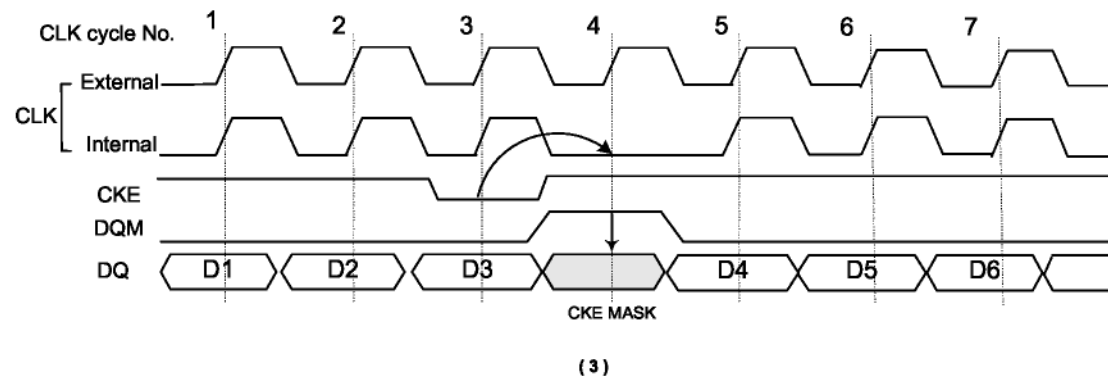 CLK cycle No. 1 2 3 4 5 6 7
External
CLK
Internal
CKE
DQM
DQ D1 D2 D3 D4 D5 D6
CKE MASK
( 3 )